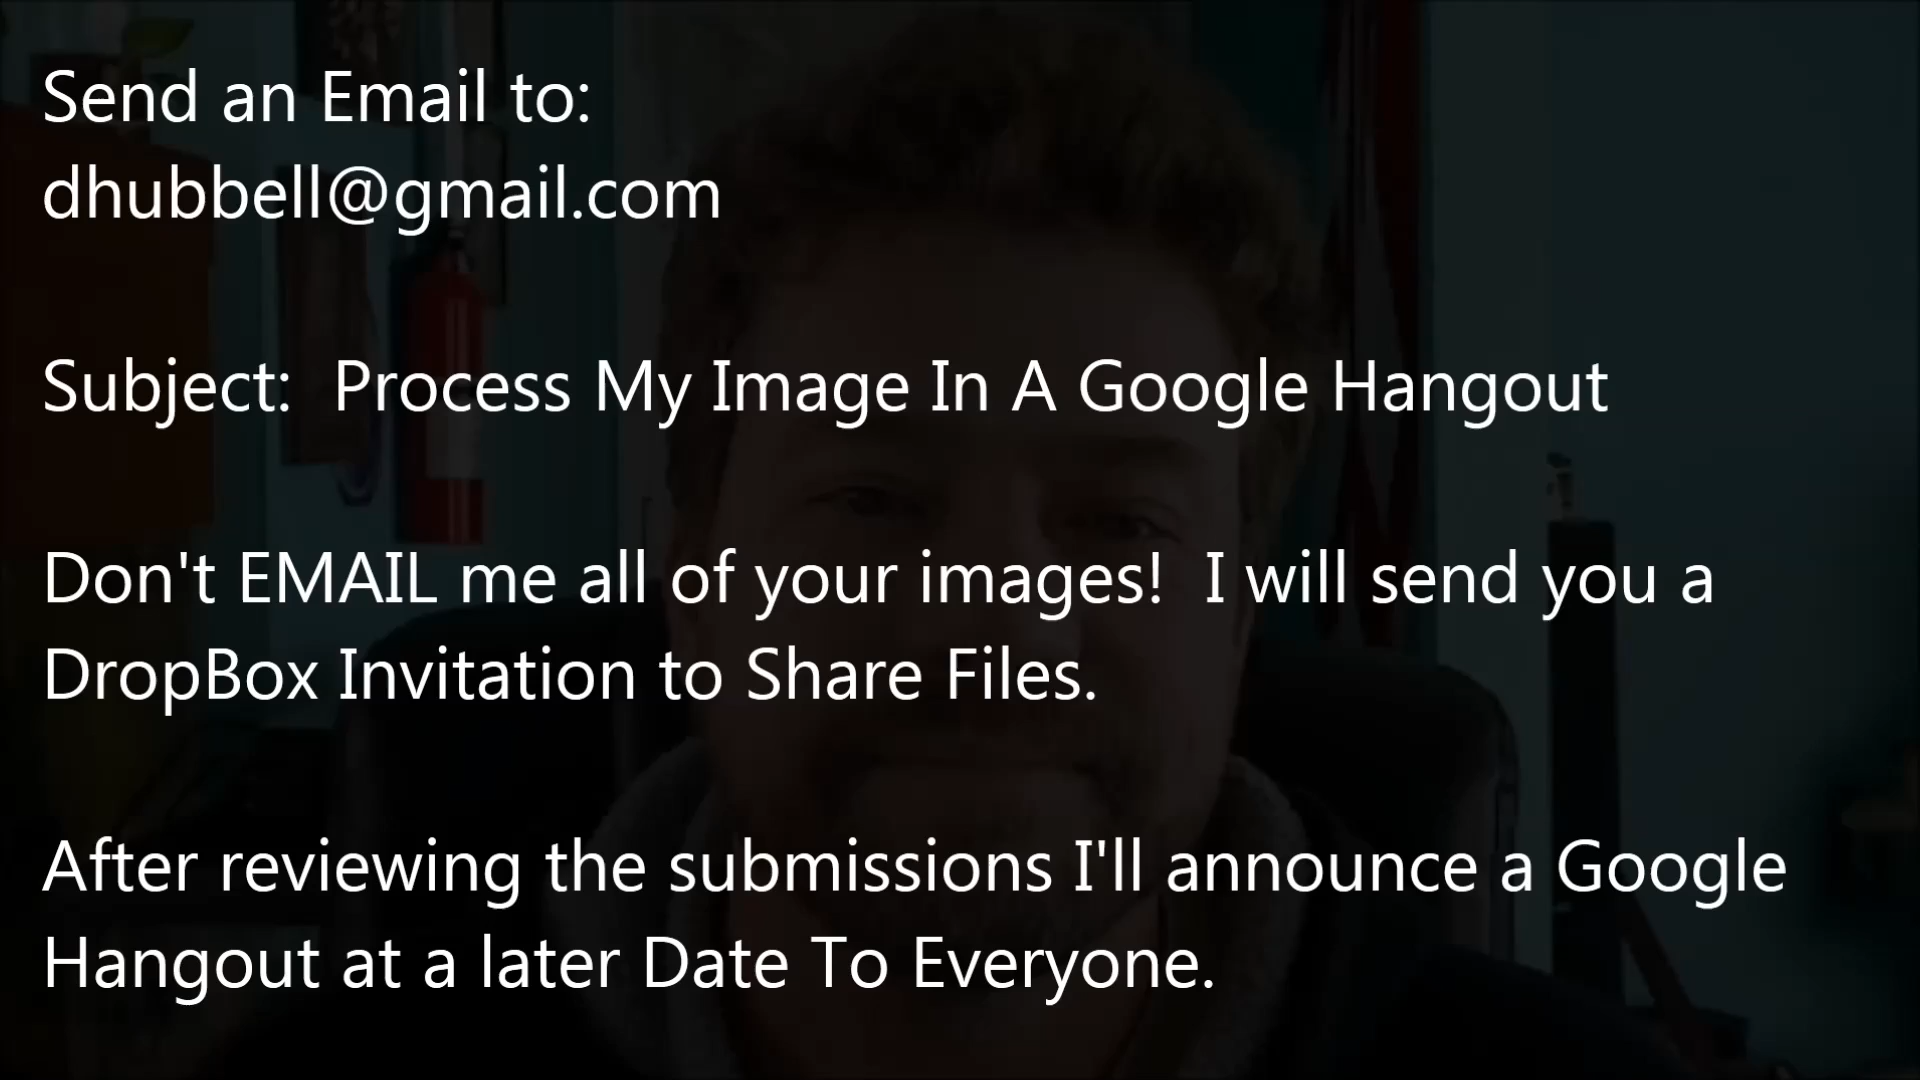 Send an Email to:
dhubbell@gmail.com
Subject:  Process My Image In A Google Hangout
Don't EMAIL me all of your images!  I will send you a
DropBox Invitation to Share Files.
After reviewing the submissions I'll announce a Google
Hangout at a later Date To Everyone.